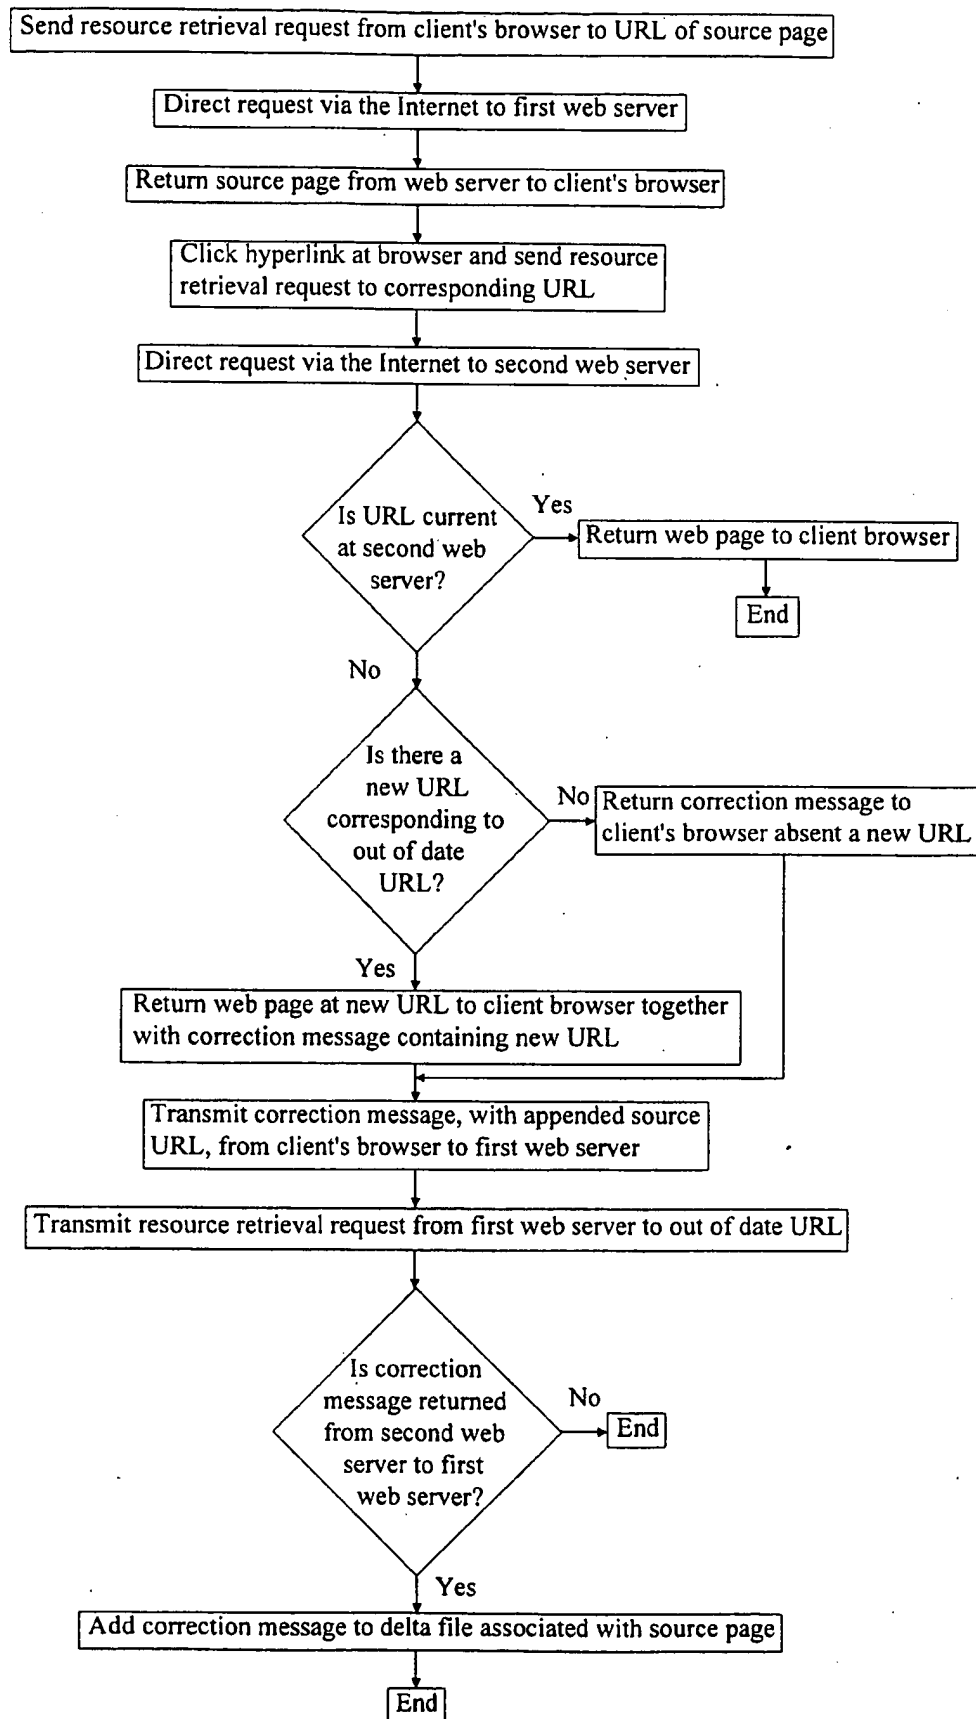 Send resource retrieval request from client's browser to URL of source page
Direct request via the Internet to first web server
Return source page from web server to client's browser
Click hyperlink at browser and send resource
retrieval request to corresponding URL
Direct request via the Internet to second web server
Is URL current
at second web
server?
Yes
Return web page to client browser
End
No
Is there a
new URL
corresponding to
out of date
URL?
No
Return correction message to
client's browser absent a new URL
Yes
Return web page at new URL to client browser together
with correction message containing new URL
Transmit correction message, with appended source
URL, from client's browser to first web server
Transmit resource retrieval request from first web server to out of date URL
Is correction
message returned
from second web
server to first
web server?
No
End
Yes
Add correction message to delta file associated with source page
End